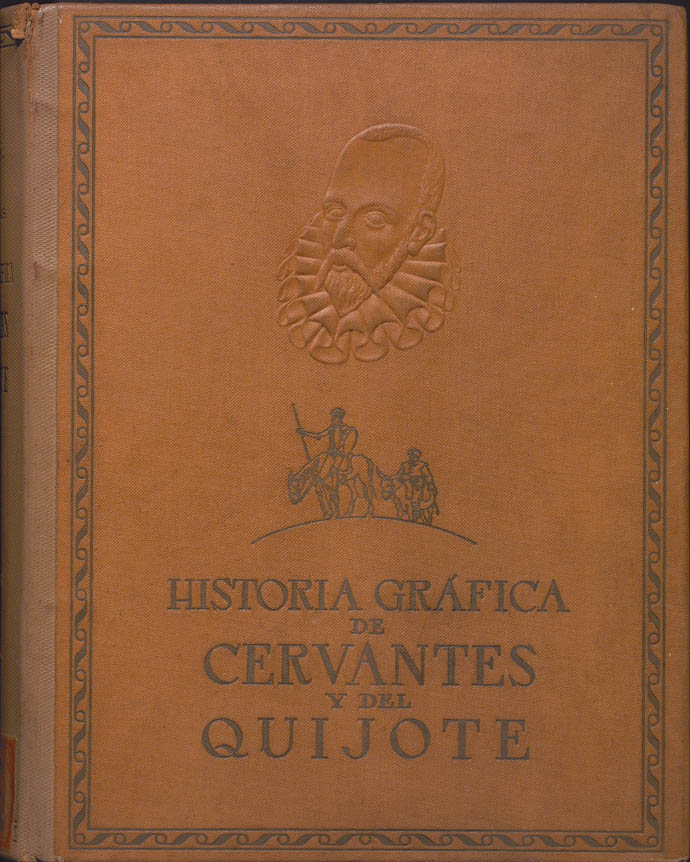 HISTORIA GRÁFICA
DE
CERVANTES
Y DEL
QUIJOTE